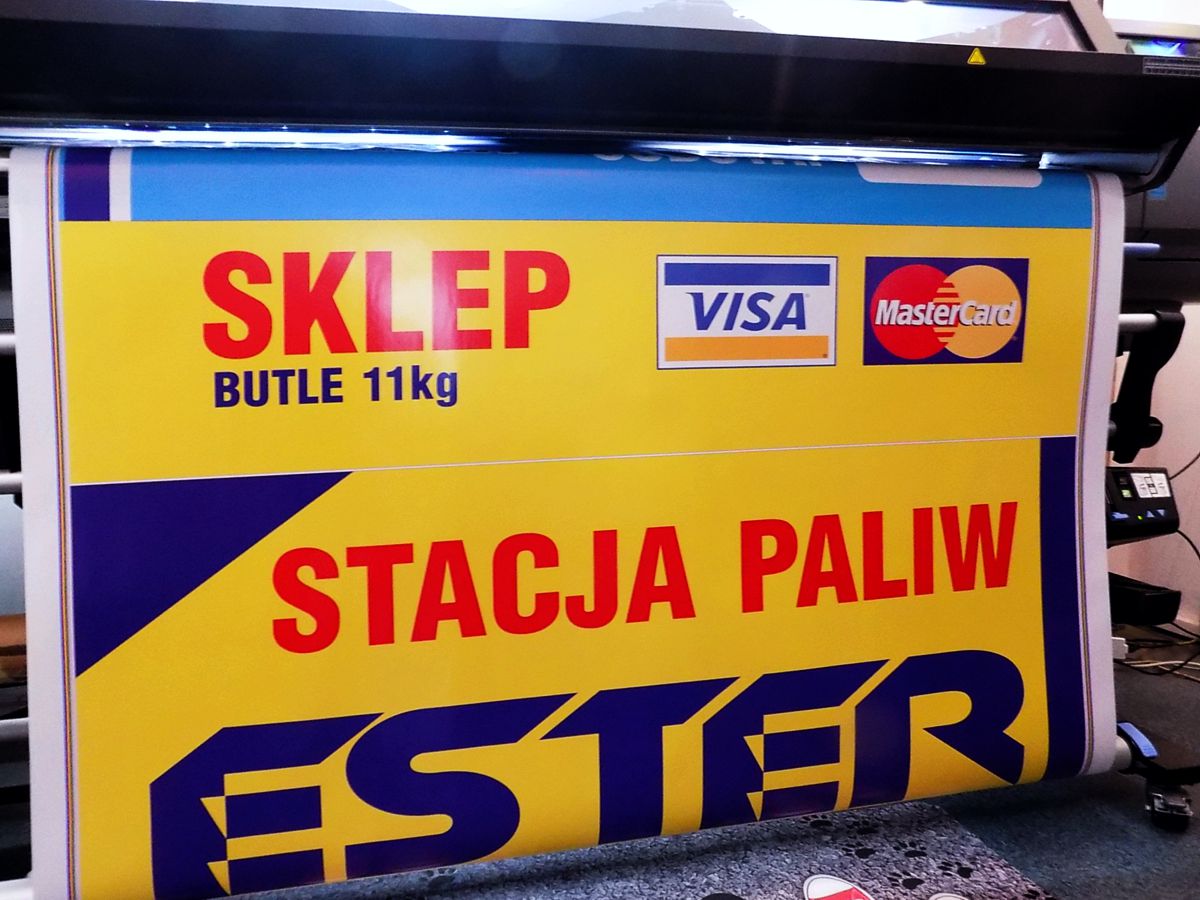 SKLEP
BUTLE 11kg
VISA
MasterCard
STACJA PALIW
ESTER